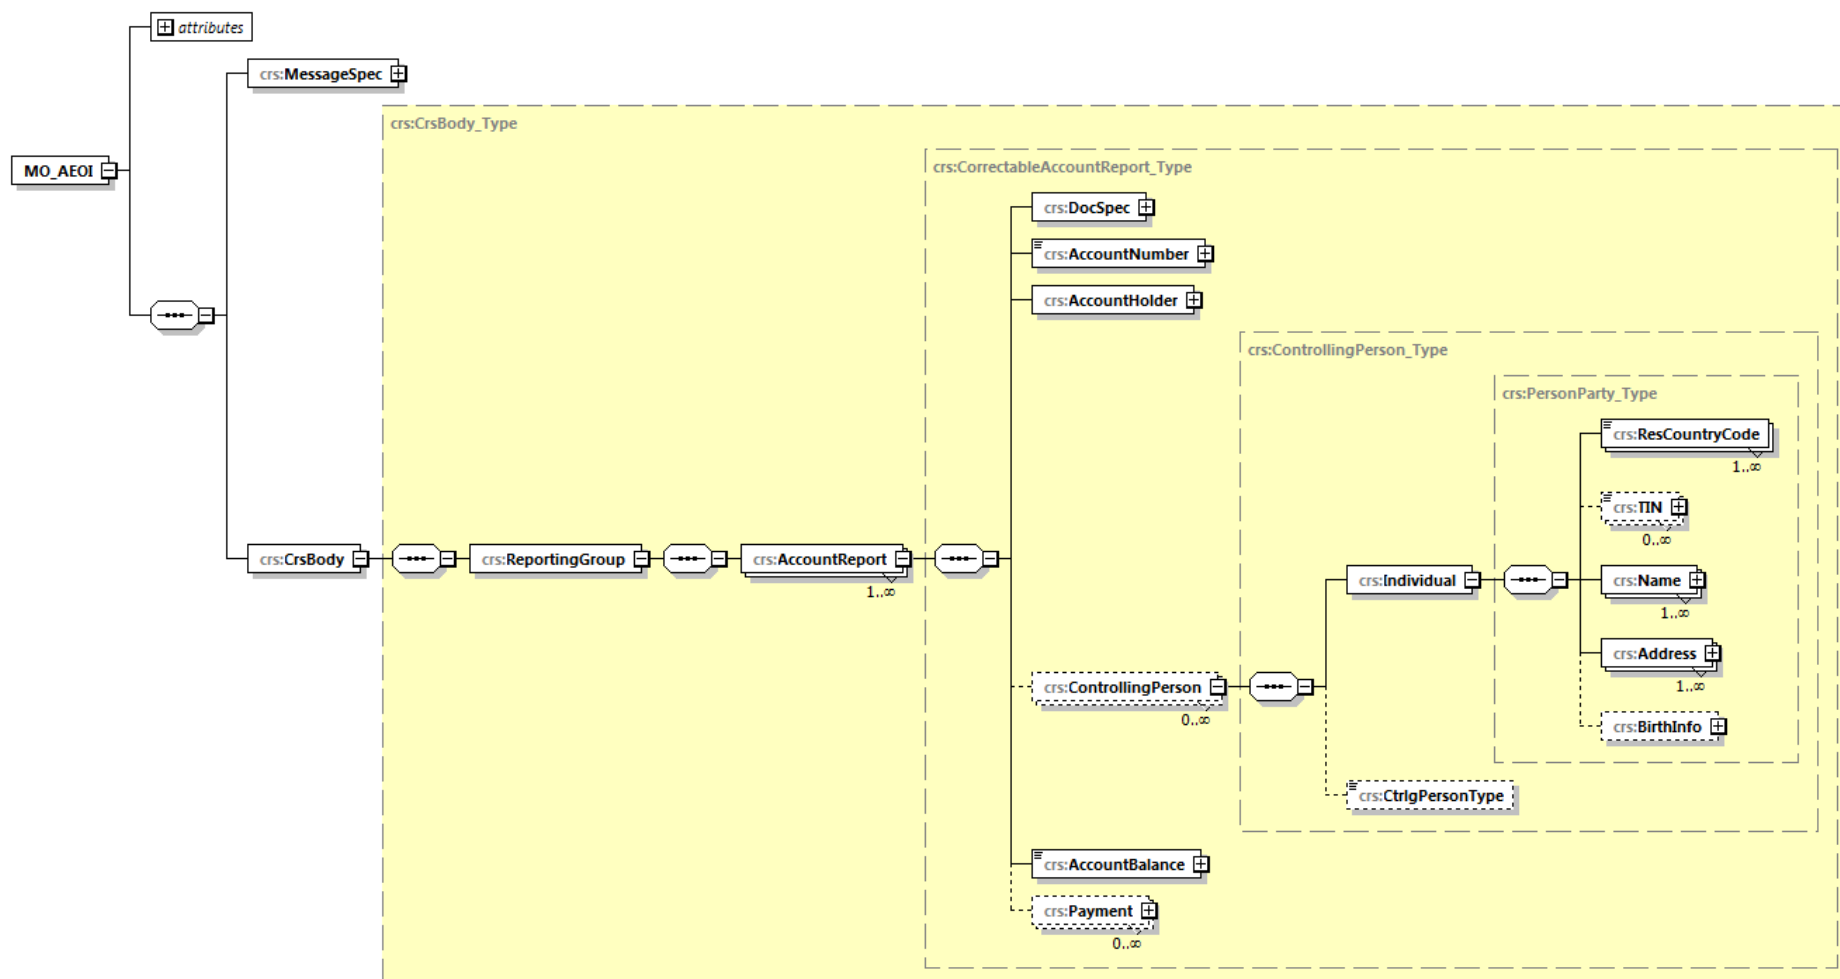 attributes
crs:MessageSpec
crs:CrsBody_Type
MO_AEOI
crs:CorrectableAccountReport_Type
crs:DocSpec
crs:AccountNumber
crs:AccountHolder
crs:ControllingPerson_Type
crs:PersonParty_Type
crs:ResCountryCode
1..∞
crs:TIN
0..∞
crs:CrsBody
crs:ReportingGroup
crs:AccountReport
1..∞
crs:Individual
crs:Name
1..∞
crs:Address
1..∞
crs:ControllingPerson
0..∞
crs:BirthInfo
crs:CtrlgPersonType
crs:AccountBalance
crs:Payment
0..∞